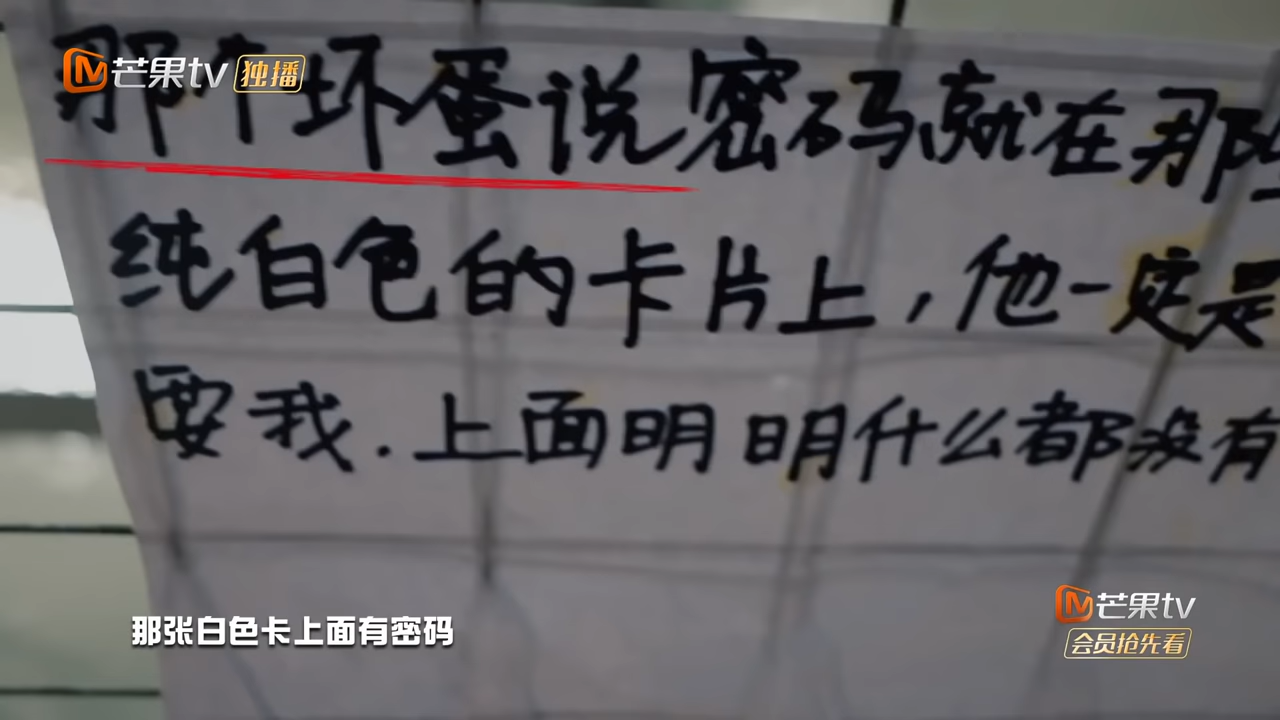 芒果tv 独播
那个坏蛋说密码就在那些
纯白色的卡片上，他一定是
耍我.上面明明什么都没有
那张白色卡上面有密码
芒果tv
会员抢先看